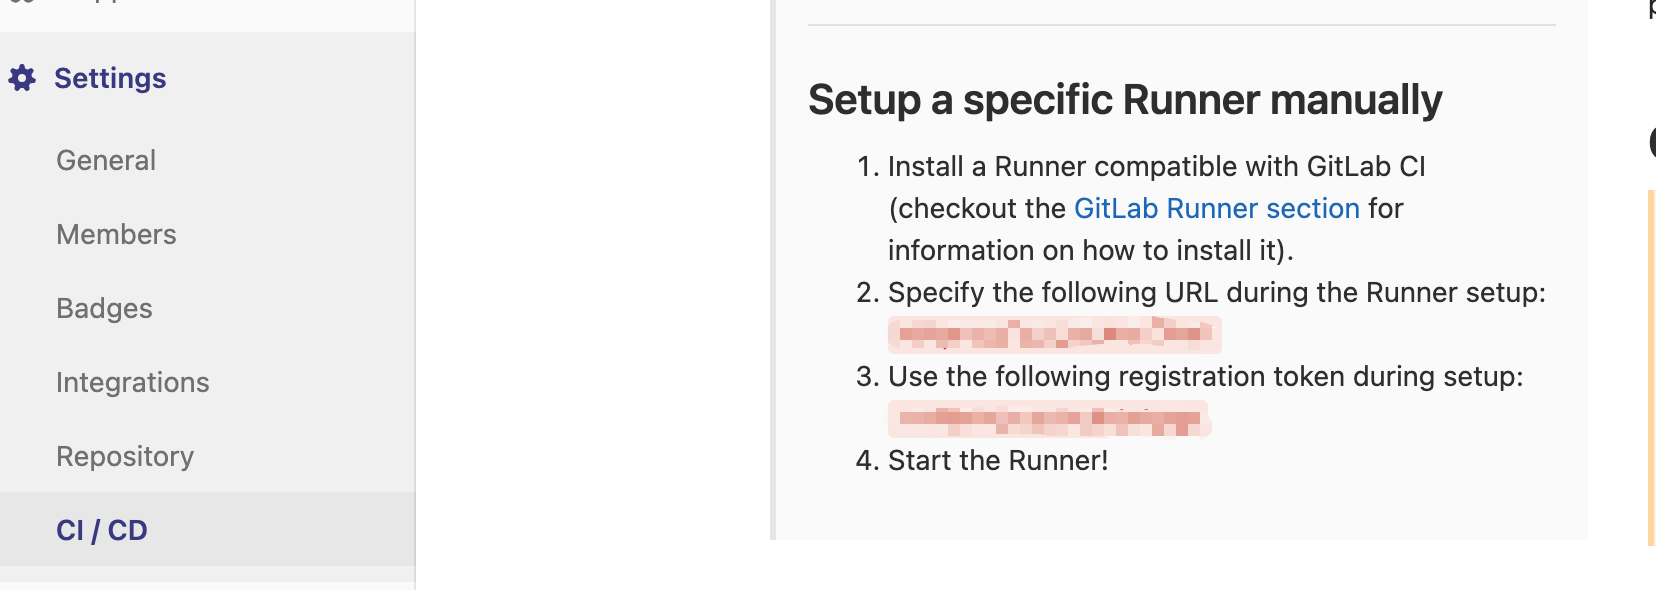 Settings
General
Members
Badges
Integrations
Repository
CI / CD
Setup a specific Runner manually
1. Install a Runner compatible with GitLab CI
(checkout the GitLab Runner section for
information on how to install it).
2. Specify the following URL during the Runner setup:
3. Use the following registration token during setup:
4. Start the Runner!